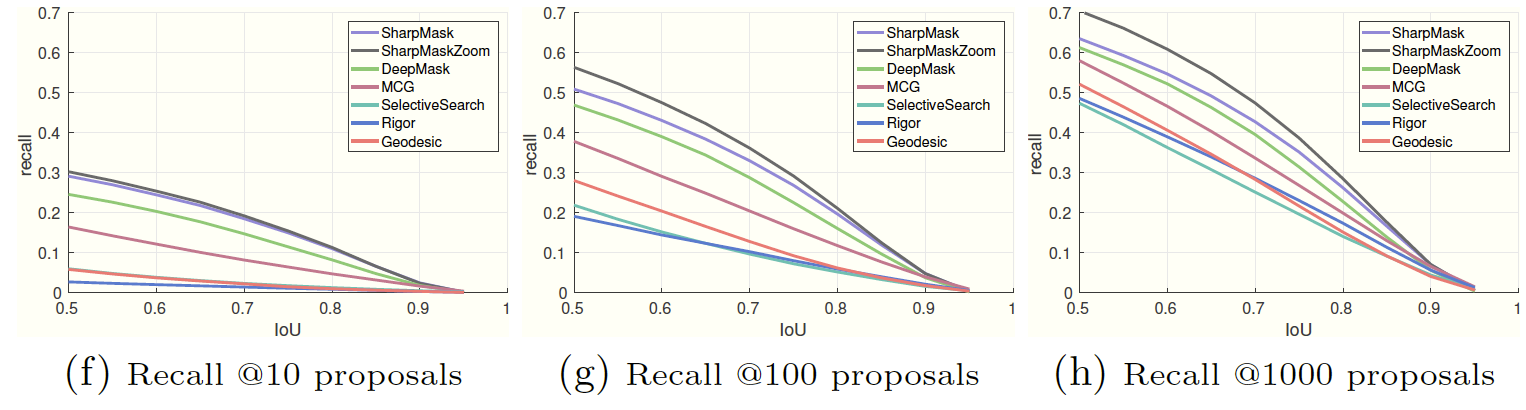 0.7
0.6
0.5
0.4
0.3
0.2
0.1
0
recall
0.5 0.6 0.7 0.8 0.9 1
IoU
SharpMask
SharpMaskZoom
DeepMask
MCG
SelectiveSearch
Rigor
Geodesic
(f) Recall @10 proposals
0.7
0.6
0.5
0.4
0.3
0.2
0.1
0
recall
0.5 0.6 0.7 0.8 0.9 1
IoU
SharpMask
SharpMaskZoom
DeepMask
MCG
SelectiveSearch
Rigor
Geodesic
(g) Recall @100 proposals
0.7
0.6
0.5
0.4
0.3
0.2
0.1
0
recall
0.5 0.6 0.7 0.8 0.9 1
IoU
SharpMask
SharpMaskZoom
DeepMask
MCG
SelectiveSearch
Rigor
Geodesic
(h) Recall @1000 proposals